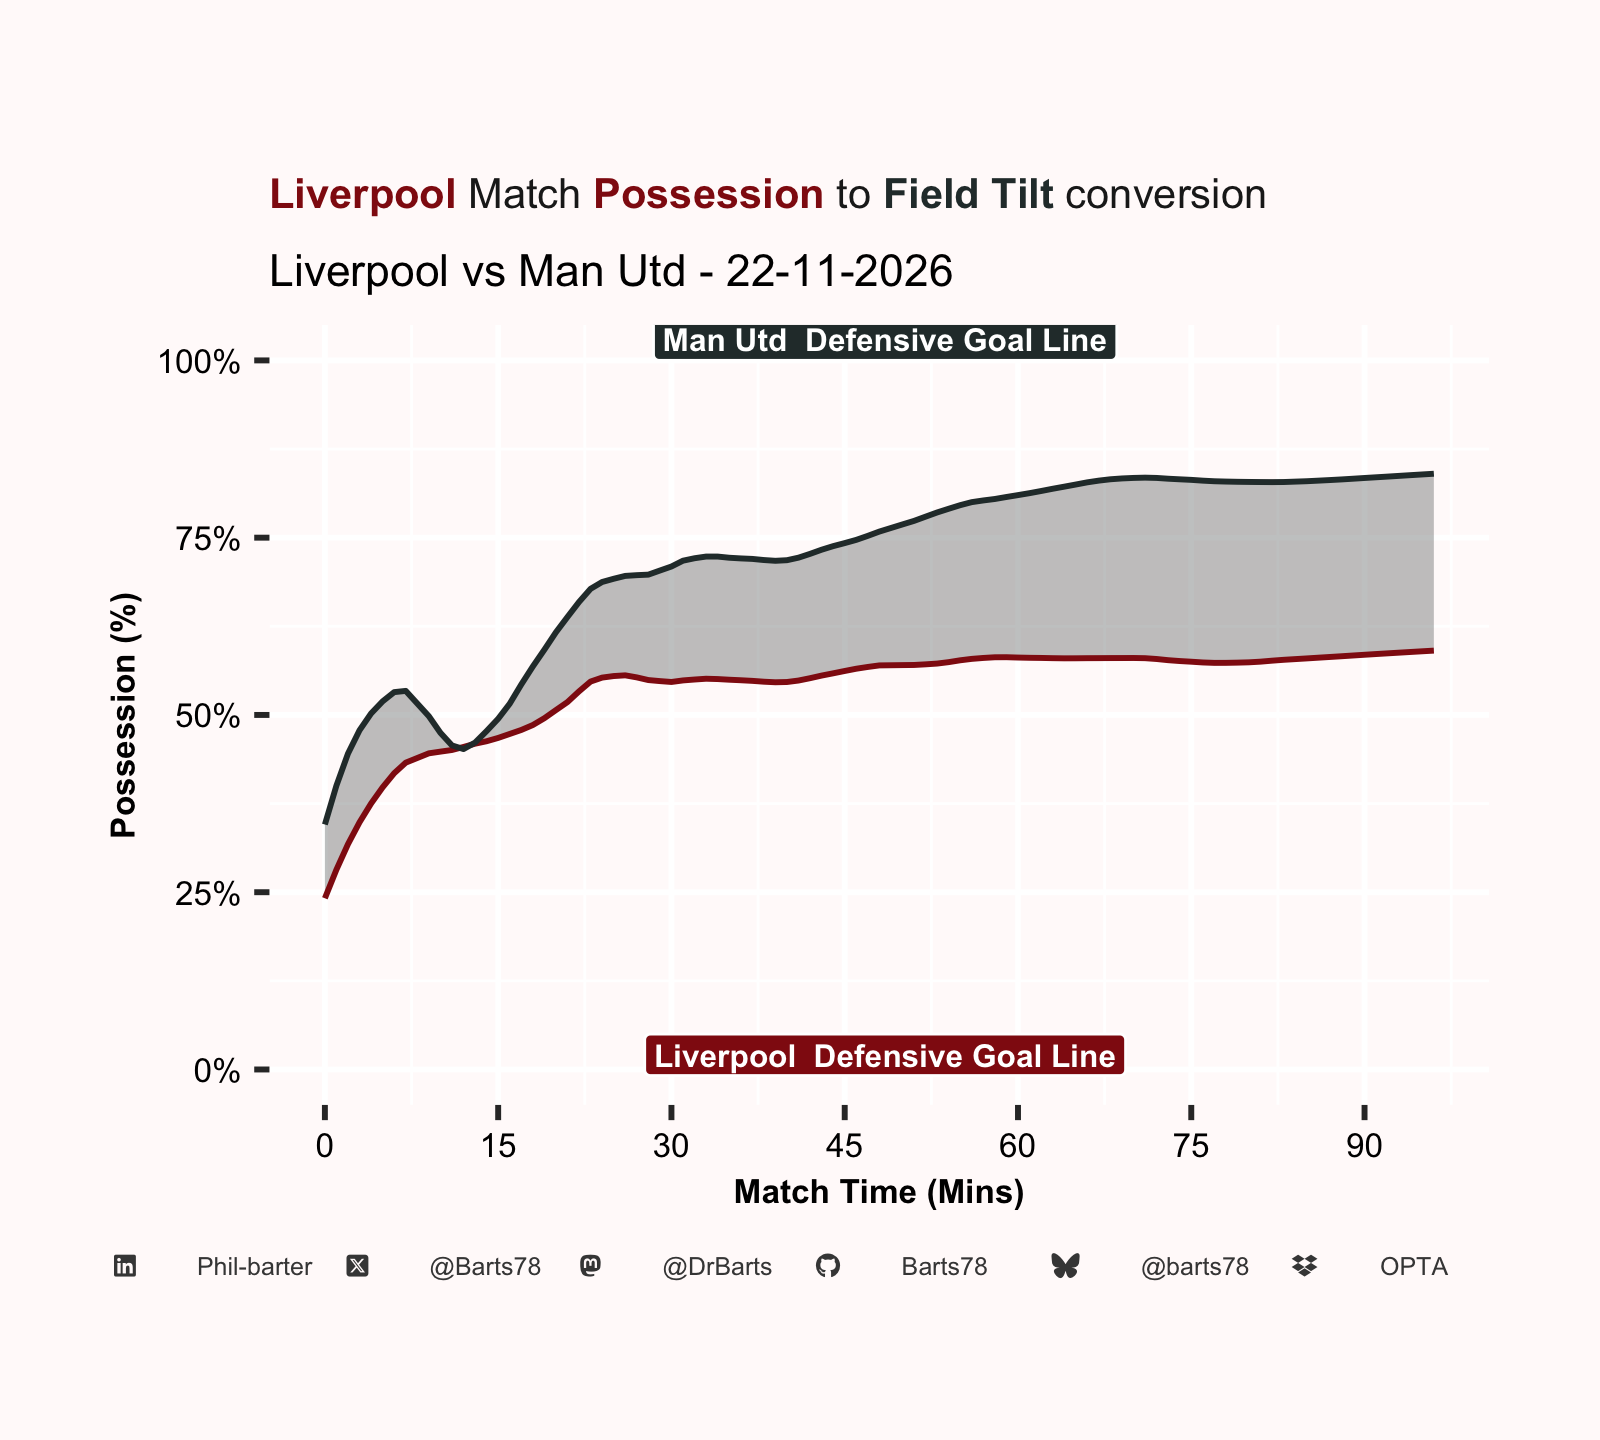 Liverpool Match Possession to Field Tilt conversion
Liverpool vs Man Utd - 22-11-2026
Man Utd  Defensive Goal Line
100%
75%
50%
25%
0%
Possession (%)
Liverpool  Defensive Goal Line
0 15 30 45 60 75 90
Match Time (Mins)
Phil-barter @Barts78 @DrBarts Barts78 @barts78 OPTA